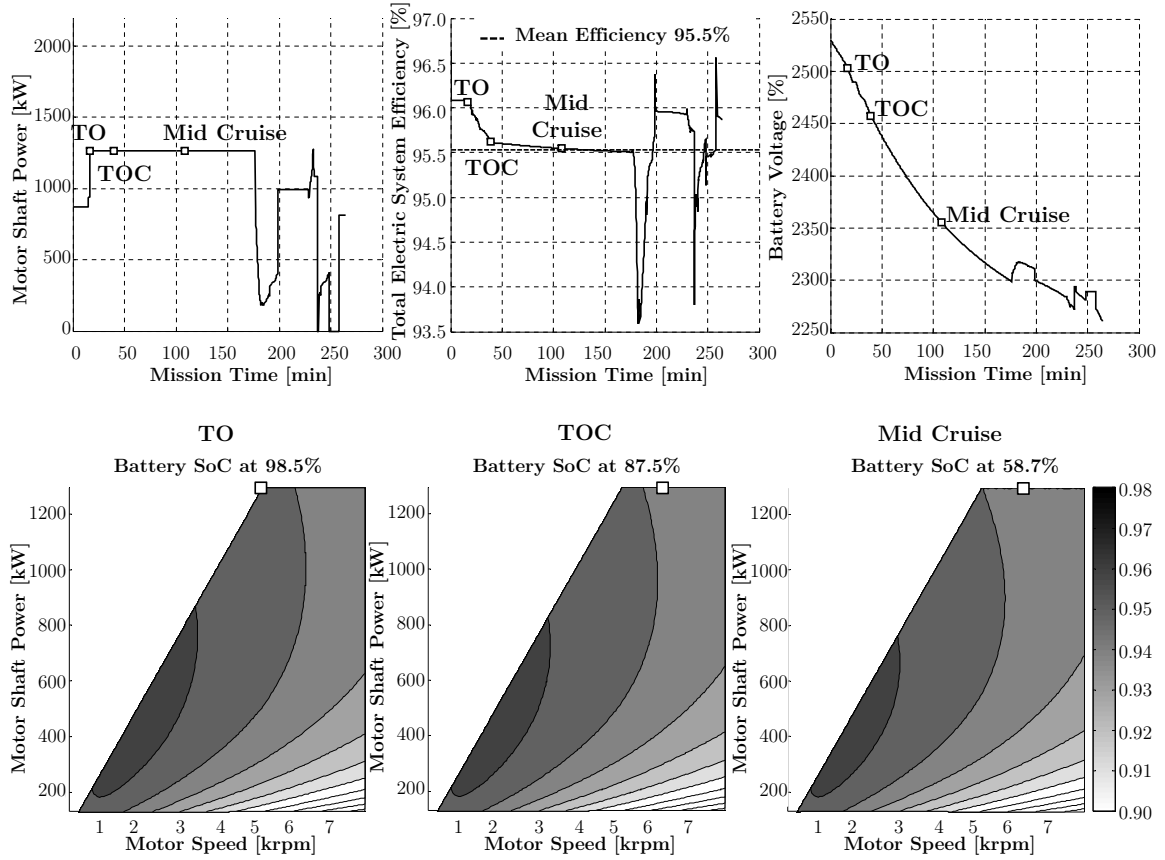 Motor Shaft Power [kW]
2000
1500
1000
500
0
TO
TOC
Mid Cruise
0 50 100 150 200 250 300
Mission Time [min]
Total Electric System Efficiency [%]
97.0
96.5
96.0
95.5
95.0
94.5
94.0
93.5
Mean Efficiency 95.5%
TO
TOC
Mid
Cruise
0 50 100 150 200 250 300
Mission Time [min]
Battery Voltage [%]
2550
2500
2450
2400
2350
2300
2250
TO
TOC
Mid Cruise
0 50 100 150 200 250 300
Mission Time [min]
TO
Battery SoC at 98.5%
Motor Shaft Power [kW]
1200
1000
800
600
400
200
1 2 3 4 5 6 7
Motor Speed [krpm]
TOC
Battery SoC at 87.5%
Motor Shaft Power [kW]
1200
1000
800
600
400
200
1 2 3 4 5 6 7
Motor Speed [krpm]
Mid Cruise
Battery SoC at 58.7%
Motor Shaft Power [kW]
1200
1000
800
600
400
200
1 2 3 4 5 6 7
Motor Speed [krpm]
0.98
0.97
0.96
0.95
0.94
0.93
0.92
0.91
0.90